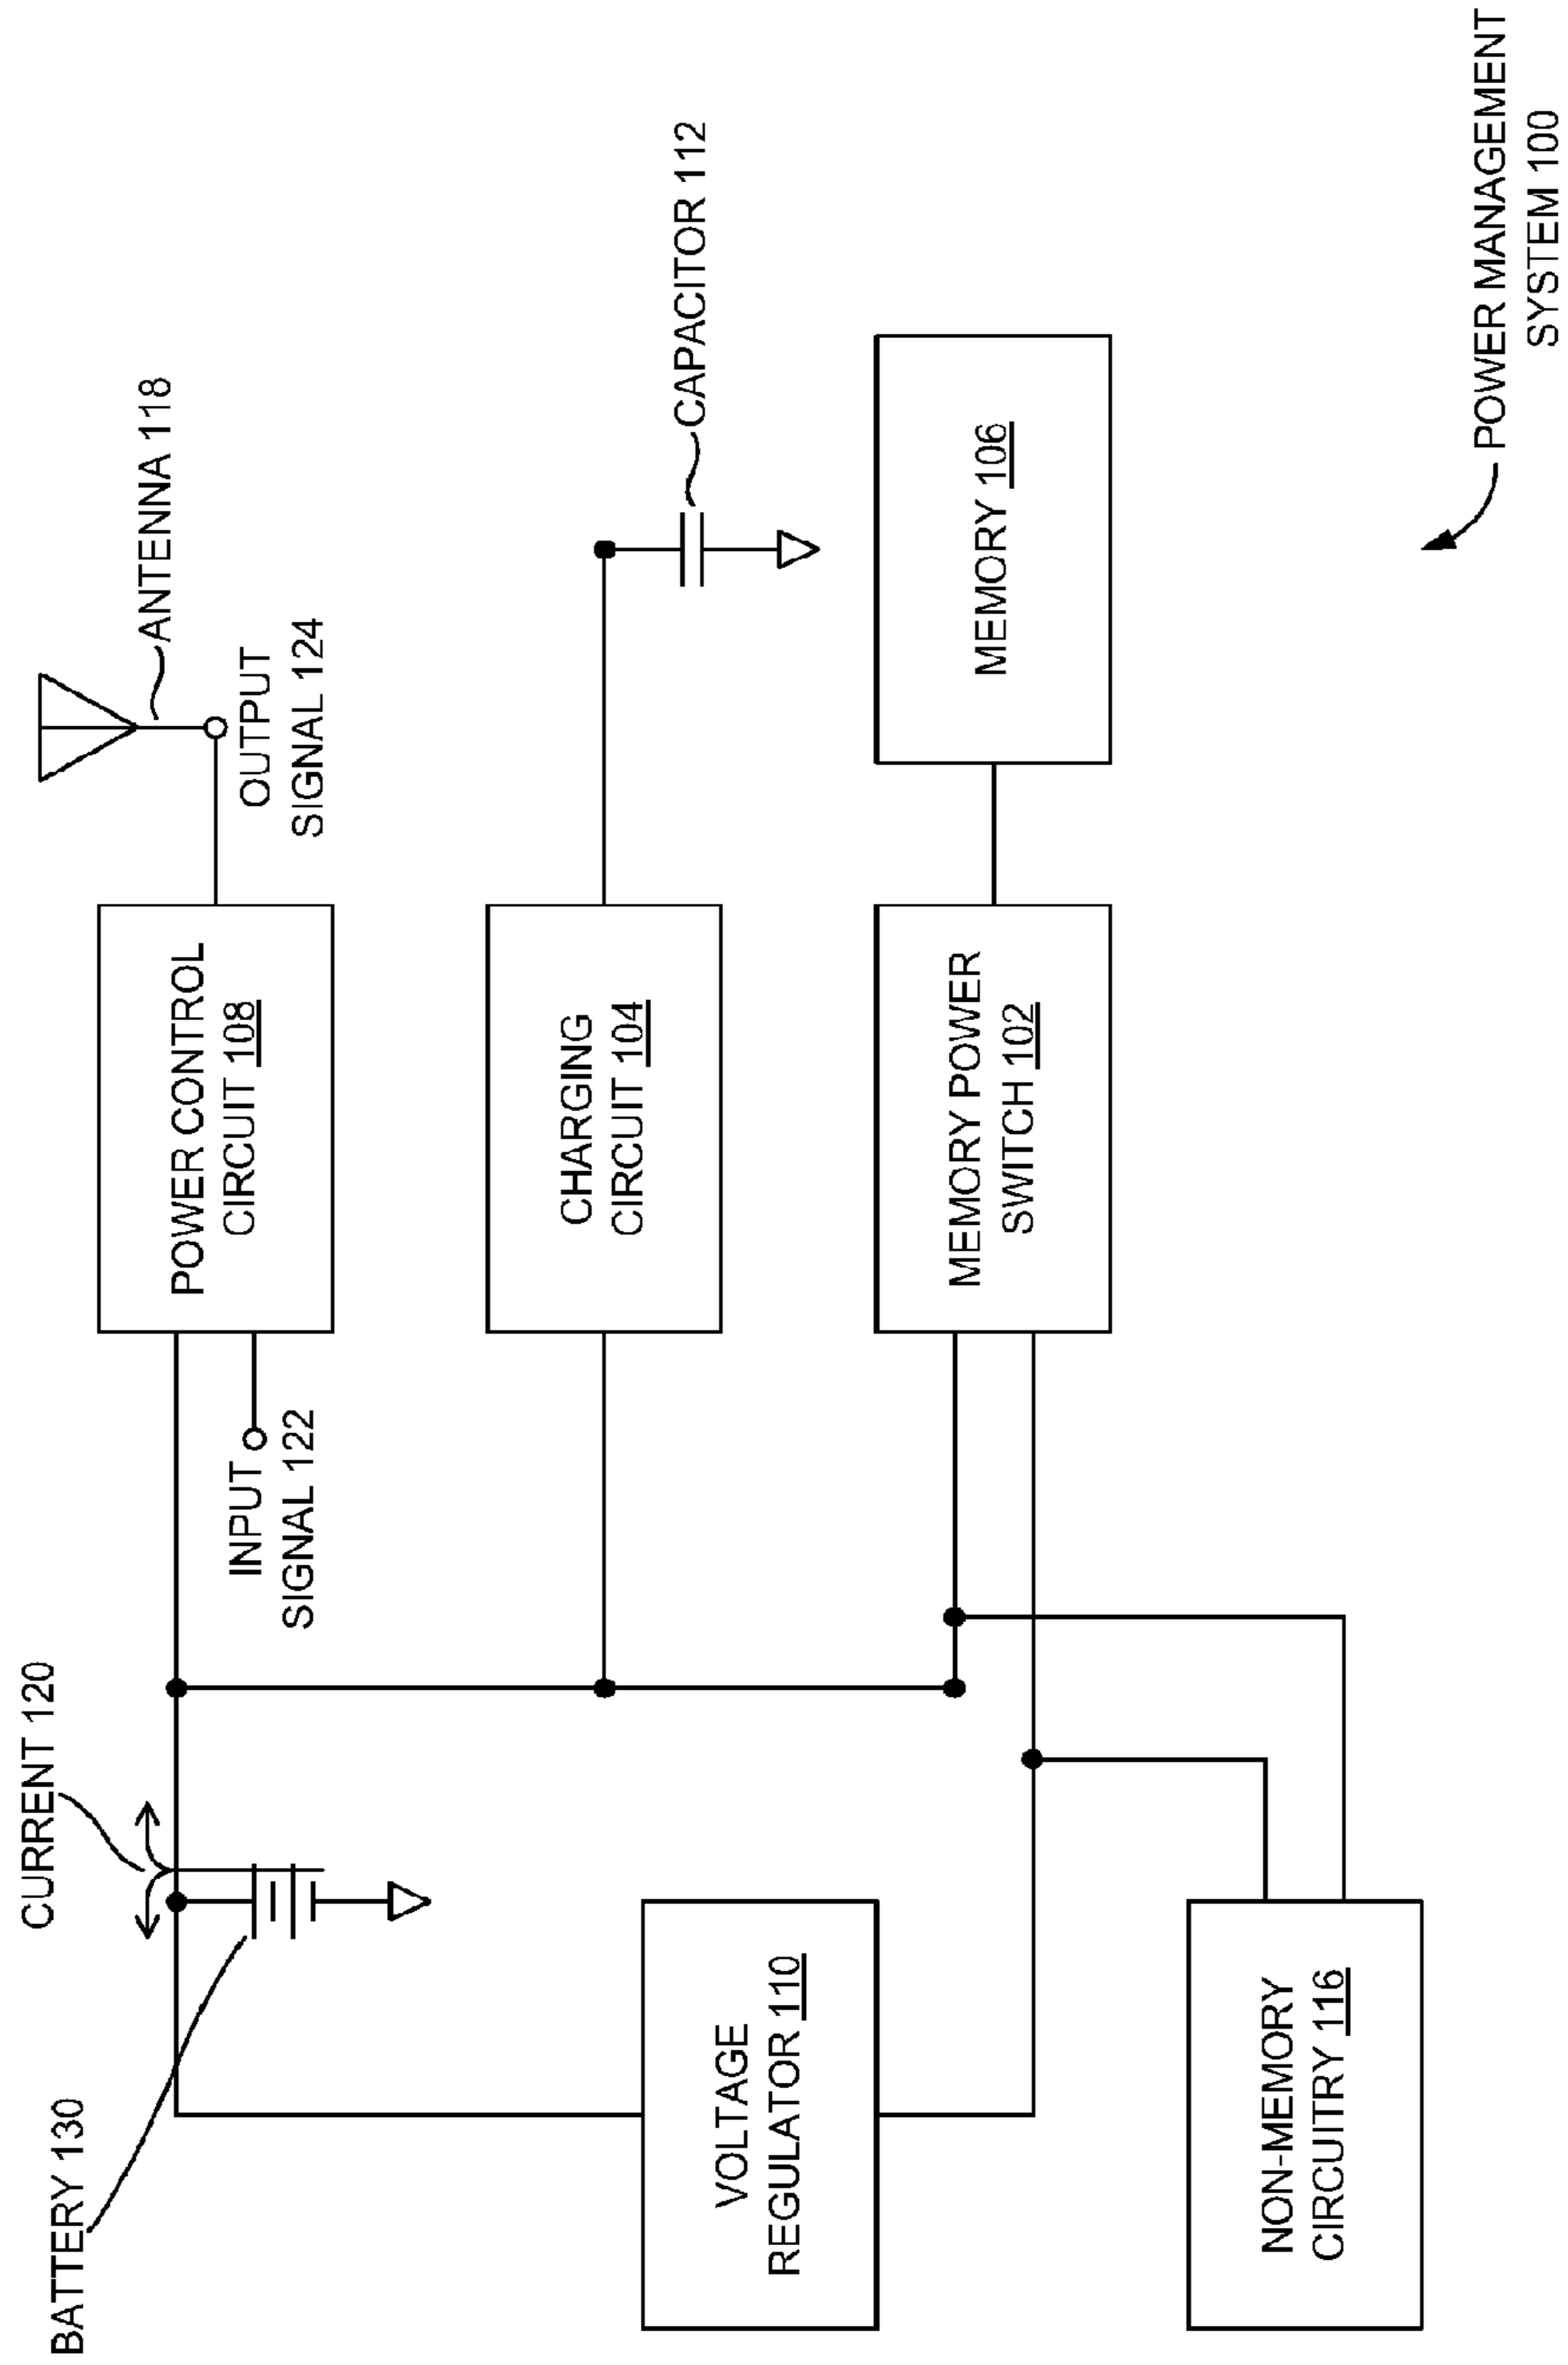 BATTERY 130
CURRENT 120
INPUT
SIGNAL 122
POWER CONTROL
CIRCUIT 108
ANTENNA 118
OUTPUT
SIGNAL 124
CHARGING
CIRCUIT 104
CAPACITOR 112
VOLTAGE
REGULATOR 110
MEMORY POWER
SWITCH 102
MEMORY 106
NON-MEMORY
CIRCUITRY 116
POWER MANAGEMENT
SYSTEM 100